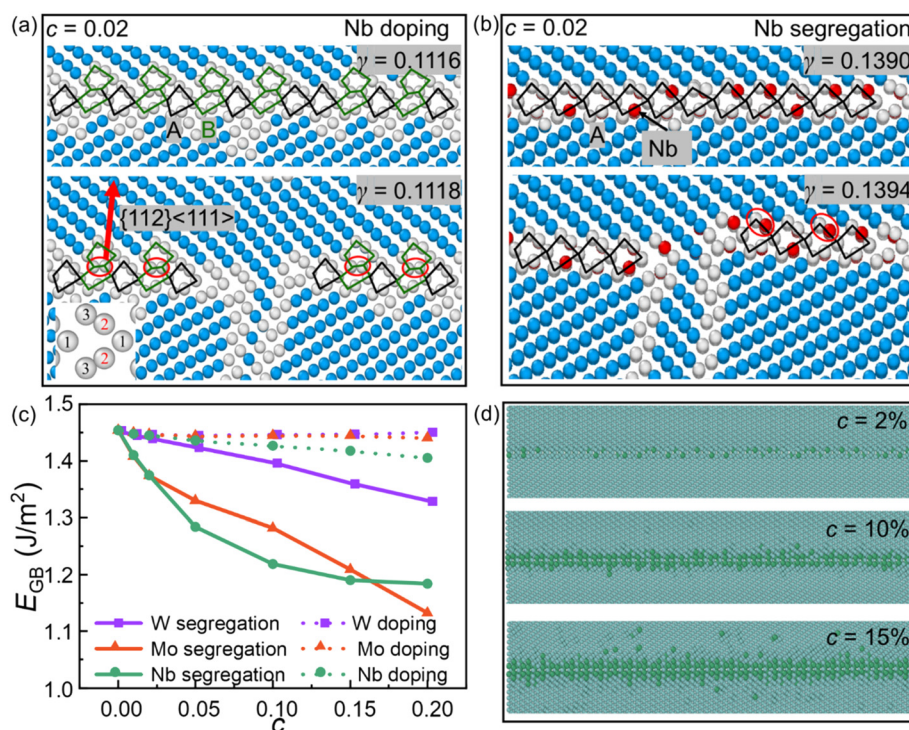 (a)
c = 0.02
Nb doping
γ = 0.1116
A
B
γ = 0.1118
{112}<111>
3
2
1
1
2
3
(b)
c = 0.02
Nb segregation
γ = 0.1390
A
Nb
γ = 0.1394
(c)
1.5
1.4
1.3
1.2
1.1
1.0
E_GB (J/m²)
W segregation
W doping
Mo segregation
Mo doping
Nb segregation
Nb doping
0.00
0.05
0.10
0.15
0.20
c
(d)
c = 2%
c = 10%
c = 15%